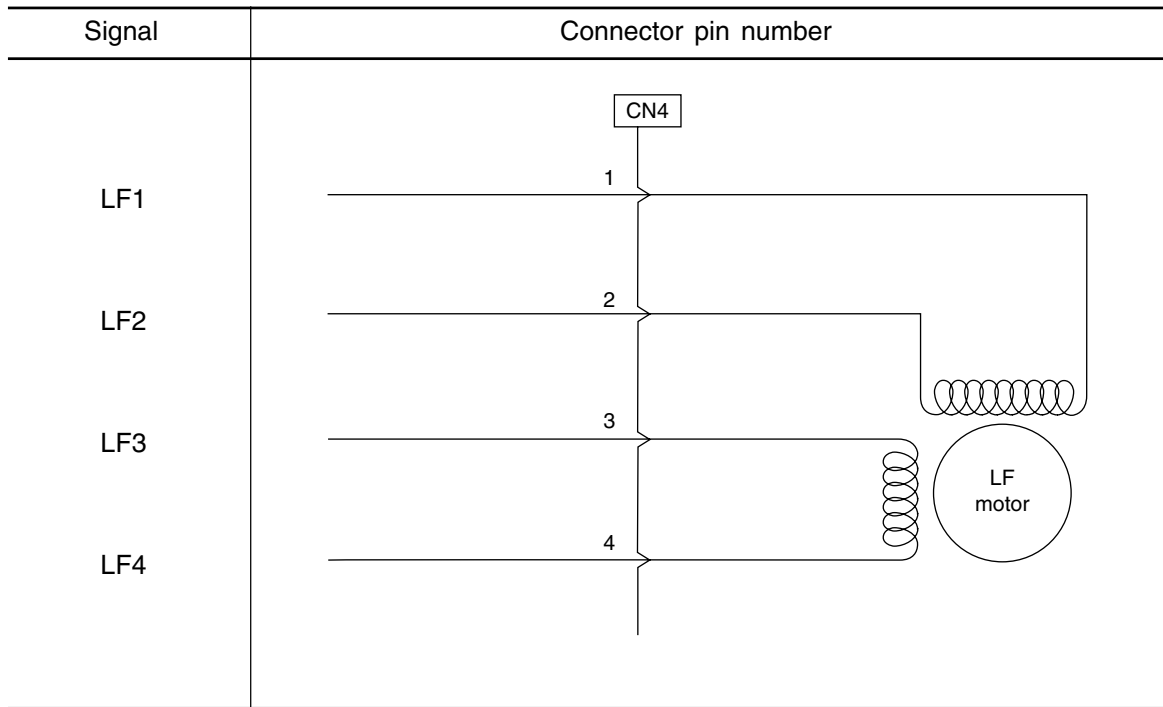 Signal Connector pin number
CN4
LF1 1
LF2 2
LF3 3
LF
motor
LF4 4